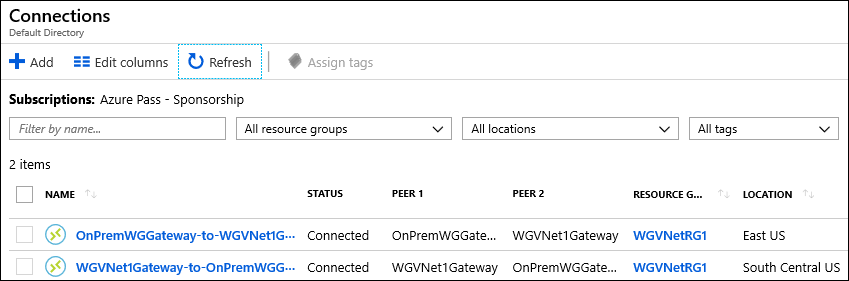 Connections
Default Directory
Add Edit columns Refresh Assign tags
Subscriptions: Azure Pass - Sponsorship
Filter by name... All resource groups All locations All tags
2 items
NAME STATUS PEER 1 PEER 2 RESOURCE G... LOCATION
OnPremWGGateway-to-WGVNet1G··· Connected OnPremWGGate... WGVNet1Gateway WGVNetRG1 East US
WGVNet1Gateway-to-OnPremWGG··· Connected WGVNet1Gateway OnPremWGGate... WGVNetRG1 South Central US